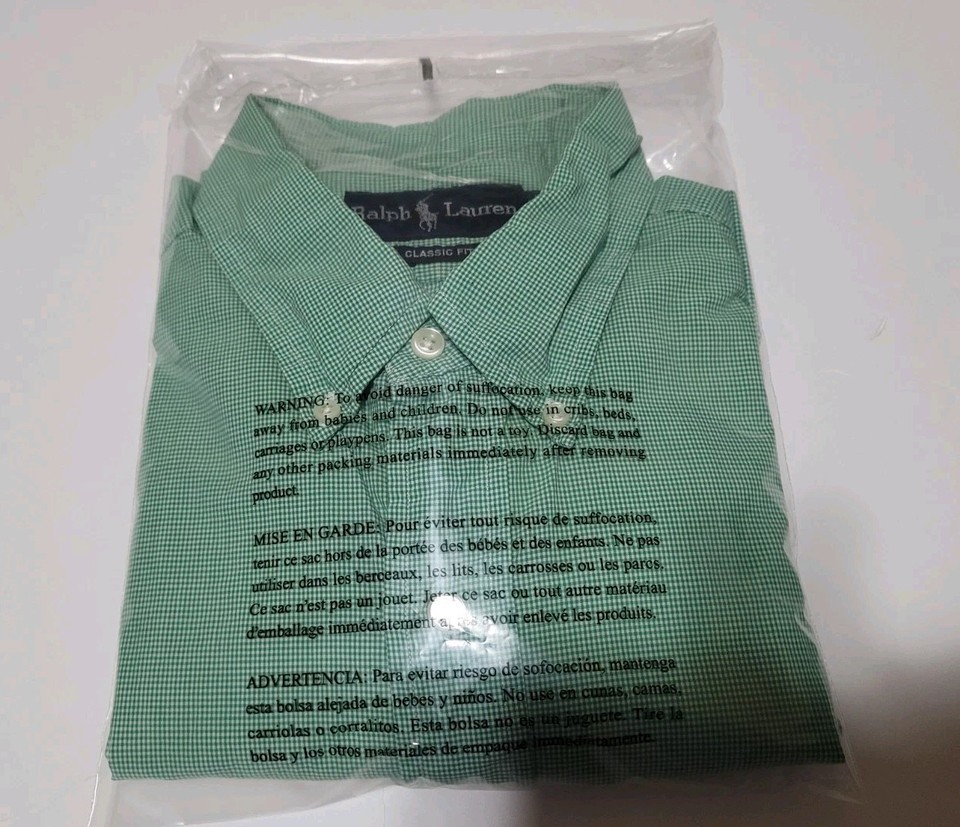 Ralph Lauren
CLASSIC FIT
WARNING: To avoid danger of suffocation, keep this bag
away from babies and children. Do not use in cribs, beds,
carriages or playpens. This bag is not a toy. Discard bag and
any other packing materials immediately after removing
product.
MISE EN GARDE: Pour éviter tout risque de suffocation,
tenir ce sac hors de la portée des bébés et des enfants. Ne pas
utiliser dans les berceaux, les lits, les carrosses ou les parcs.
Ce sac n'est pas un jouet. Jeter ce sac ou tout autre matériau
d'emballage immédiatement après avoir enlevé les produits.
ADVERTENCIA: Para evitar riesgo de sofocación, mantenga
esta bolsa alejada de bebes y niños. No use en cunas, camas,
carriolas o corralitos. Esta bolsa no es un juguete. Tire la
bolsa y los otros materiales de empaque inmediatamente.